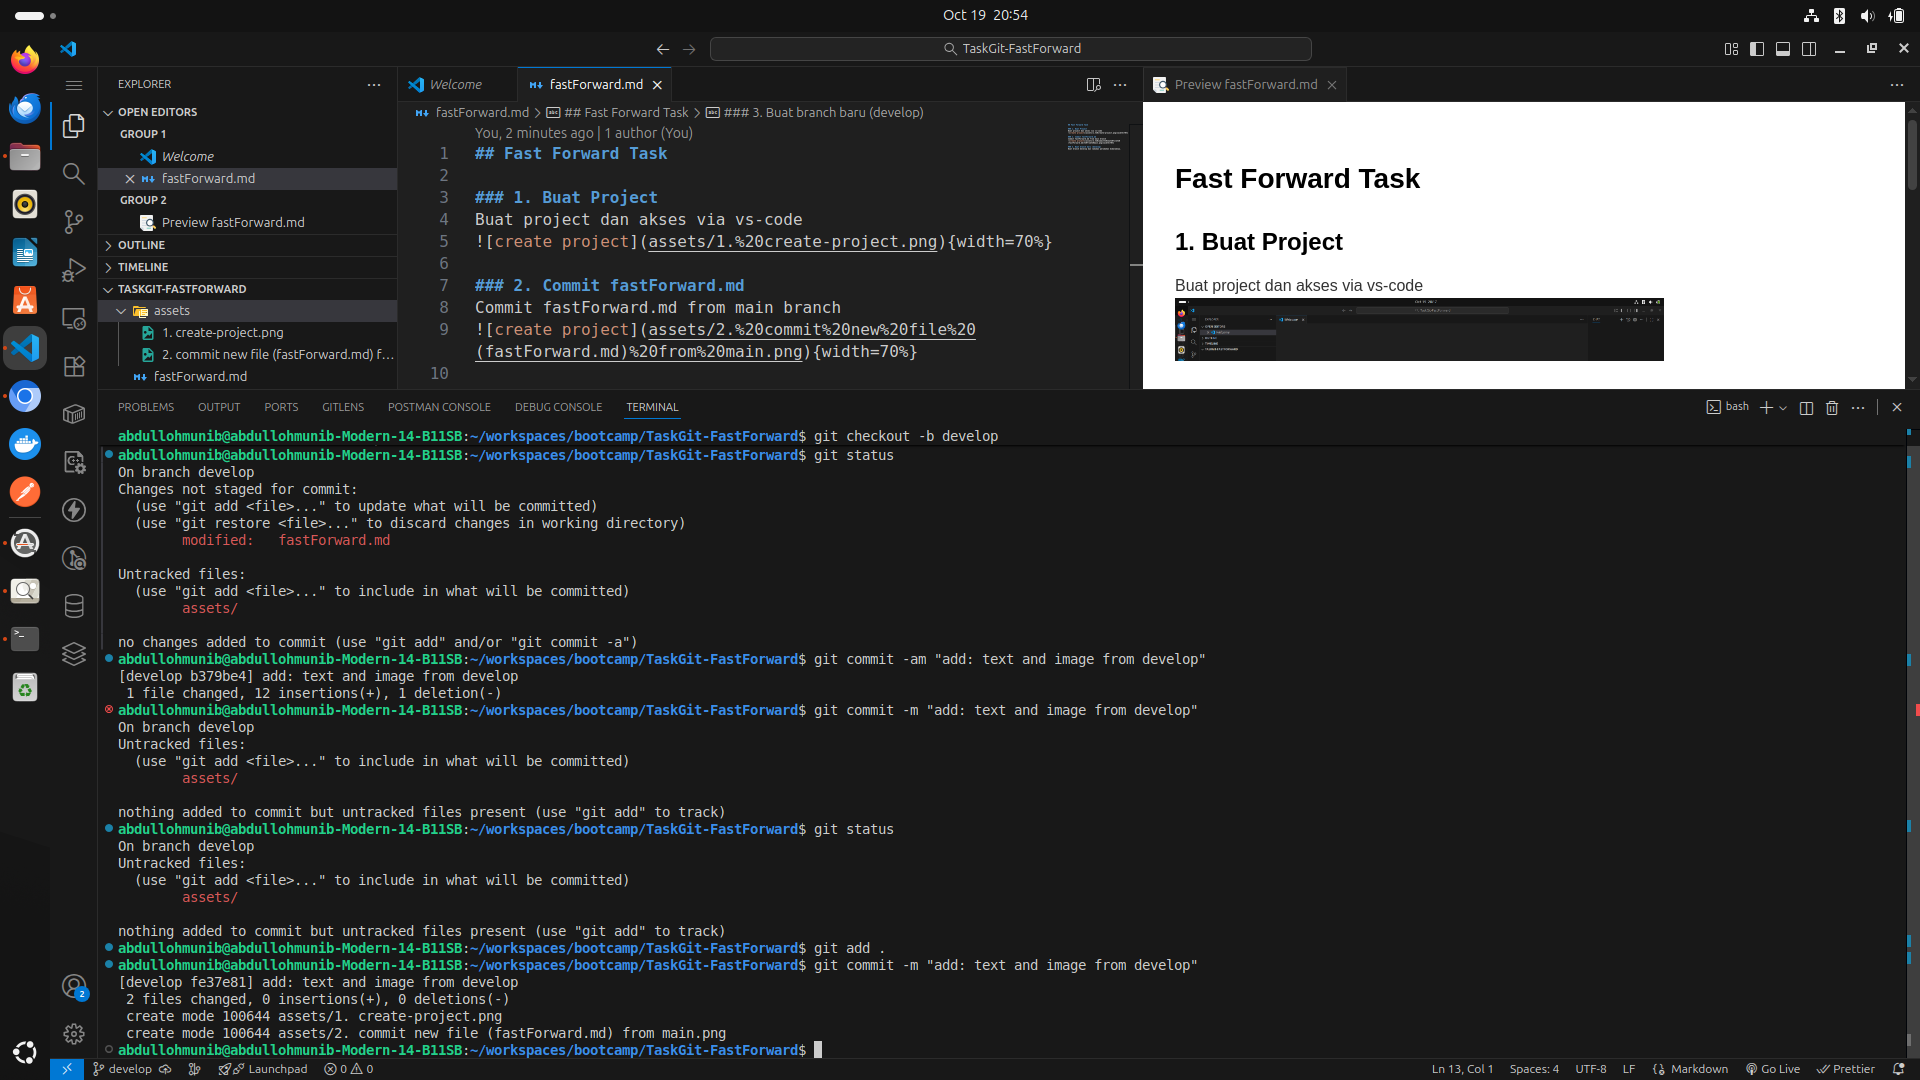 Oct 19 20:54
TaskGit-FastForward
EXPLORER
OPEN EDITORS
GROUP 1
Welcome
fastForward.md
GROUP 2
Preview fastForward.md
OUTLINE
TIMELINE
TASKGIT-FASTFORWARD
assets
1. create-project.png
2. commit new file (fastForward.md) f...
fastForward.md
Welcome
fastForward.md
fastForward.md > ## Fast Forward Task > ### 3. Buat branch baru (develop)
You, 2 minutes ago | 1 author (You)
1 ## Fast Forward Task
2
3 ### 1. Buat Project
4 Buat project dan akses via vs-code
5 ![create project](assets/1.%20create-project.png){width=70%}
6
7 ### 2. Commit fastForward.md
8 Commit fastForward.md from main branch
9 ![create project](assets/2.%20commit%20new%20file%20
(fastForward.md)%20from%20main.png){width=70%}
10
Preview fastForward.md
Fast Forward Task
1. Buat Project
Buat project dan akses via vs-code
PROBLEMS OUTPUT PORTS GITLENS POSTMAN CONSOLE DEBUG CONSOLE TERMINAL
bash
abdullohmunib@abdullohmunib-Modern-14-B11SB:~/workspaces/bootcamp/TaskGit-FastForward$ git checkout -b develop
abdullohmunib@abdullohmunib-Modern-14-B11SB:~/workspaces/bootcamp/TaskGit-FastForward$ git status
On branch develop
Changes not staged for commit:
(use "git add <file>..." to update what will be committed)
(use "git restore <file>..." to discard changes in working directory)
modified: fastForward.md
Untracked files:
(use "git add <file>..." to include in what will be committed)
assets/
no changes added to commit (use "git add" and/or "git commit -a")
abdullohmunib@abdullohmunib-Modern-14-B11SB:~/workspaces/bootcamp/TaskGit-FastForward$ git commit -am "add: text and image from develop"
[develop b379be4] add: text and image from develop
1 file changed, 12 insertions(+), 1 deletion(-)
abdullohmunib@abdullohmunib-Modern-14-B11SB:~/workspaces/bootcamp/TaskGit-FastForward$ git commit -m "add: text and image from develop"
On branch develop
Untracked files:
(use "git add <file>..." to include in what will be committed)
assets/
nothing added to commit but untracked files present (use "git add" to track)
abdullohmunib@abdullohmunib-Modern-14-B11SB:~/workspaces/bootcamp/TaskGit-FastForward$ git status
On branch develop
Untracked files:
(use "git add <file>..." to include in what will be committed)
assets/
nothing added to commit but untracked files present (use "git add" to track)
abdullohmunib@abdullohmunib-Modern-14-B11SB:~/workspaces/bootcamp/TaskGit-FastForward$ git add .
abdullohmunib@abdullohmunib-Modern-14-B11SB:~/workspaces/bootcamp/TaskGit-FastForward$ git commit -m "add: text and image from develop"
[develop fe37e81] add: text and image from develop
2 files changed, 0 insertions(+), 0 deletions(-)
create mode 100644 assets/1. create-project.png
create mode 100644 assets/2. commit new file (fastForward.md) from main.png
abdullohmunib@abdullohmunib-Modern-14-B11SB:~/workspaces/bootcamp/TaskGit-FastForward$
2
develop Launchpad 0 0 Ln 13, Col 1 Spaces: 4 UTF-8 LF Markdown Go Live Prettier